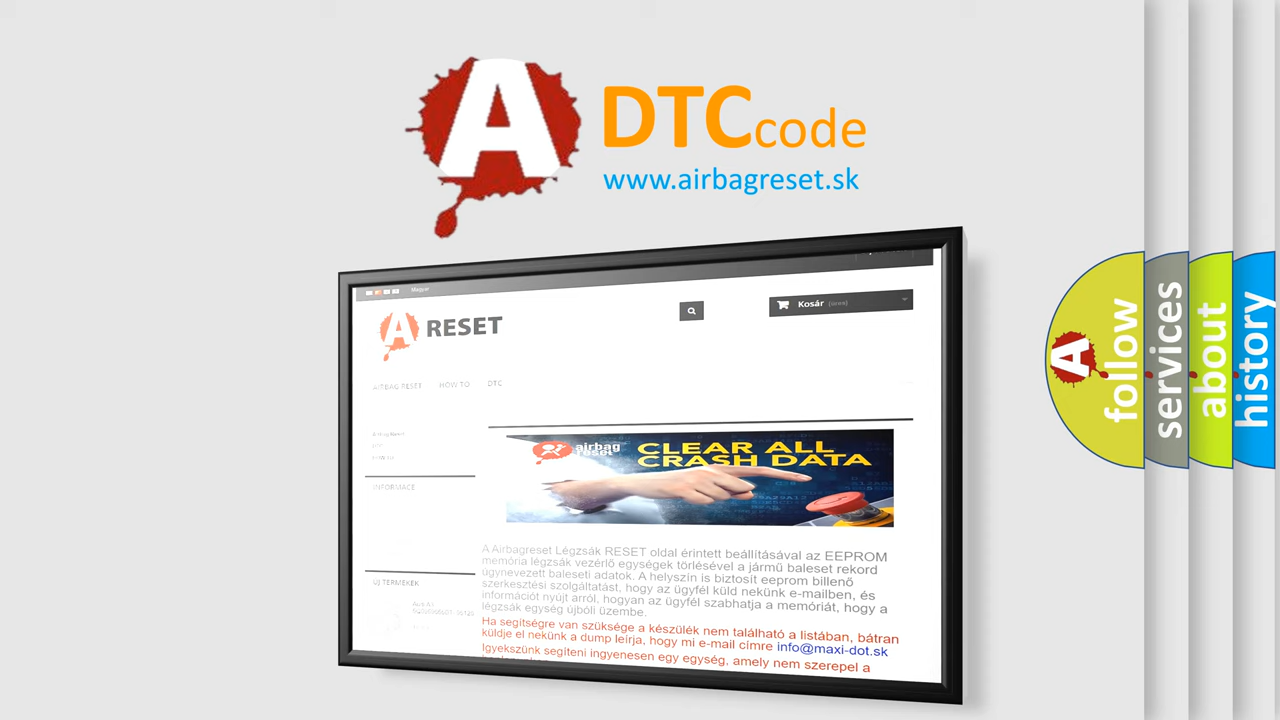 A
DTCcode
www.airbagreset.sk
Magyar
Kosár (üres)
A RESET
AIRBAG RESET HOW TO DTC
Airbag Reset
INFORMACE
airbag
reset
CLEAR ALL
CRASH DATA
A Airbagreset Légzsák RESET oldal érintett beállításával az EEPROM
memória légzsák vezérlő egységek törlésével a jármű baleset rekord
úgynevezett baleseti adatok. A helyszín is biztosít eeprom billenő
szerkesztési szolgáltatást, hogy az ügyfél küld nekünk e-mailben, és
információt nyújt arról, hogyan az ügyfél szabhatja a memóriát, hogy a
légzsák egység újbóli üzembe.
Ha segítségre van szüksége a készülék nem található a listában, bátran
küldje el nekünk a dump leírja, hogy mi e-mail címre info@maxi-dot.sk
Igyekszünk segíteni ingyenesen egy egység, amely nem szerepel a
ÚJ TERMÉKEK
A
follow
services
about
history